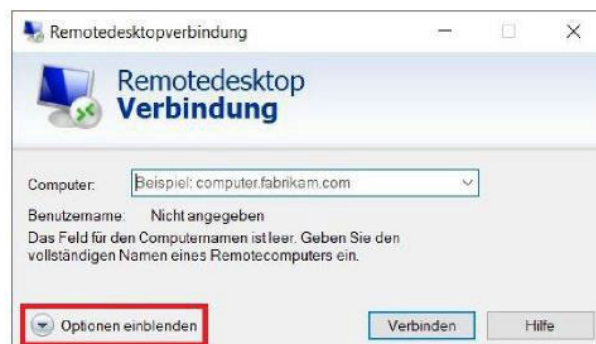 Remotedesktopverbindung
Remotedesktop
Verbindung
Computer: Beispiel: computer.fabrikam.com
Benutzername: Nicht angegeben
Das Feld für den Computernamen ist leer. Geben Sie den
vollständigen Namen eines Remotecomputers ein.
Optionen einblenden Verbinden Hilfe